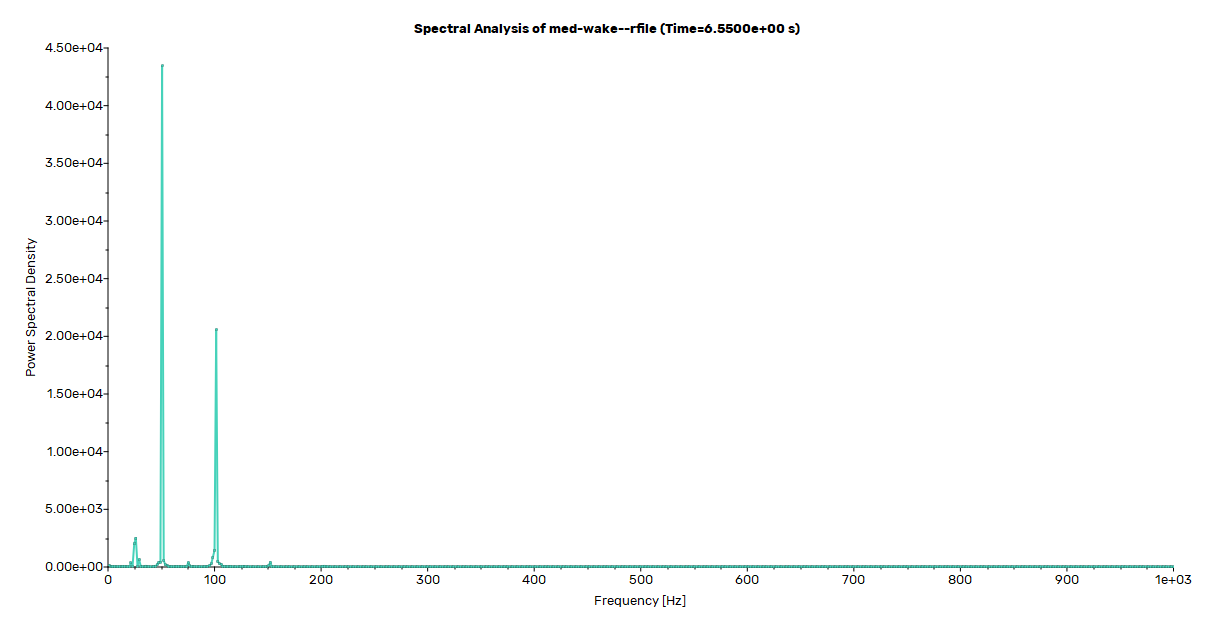 Spectral Analysis of med-wake--rfile (Time=6.5500e+00 s)
4.50e+04
4.00e+04
3.50e+04
3.00e+04
2.50e+04
2.00e+04
1.50e+04
1.00e+04
5.00e+03
0.00e+00
Power Spectral Density
0 100 200 300 400 500 600 700 800 900 1e+03
Frequency [Hz]